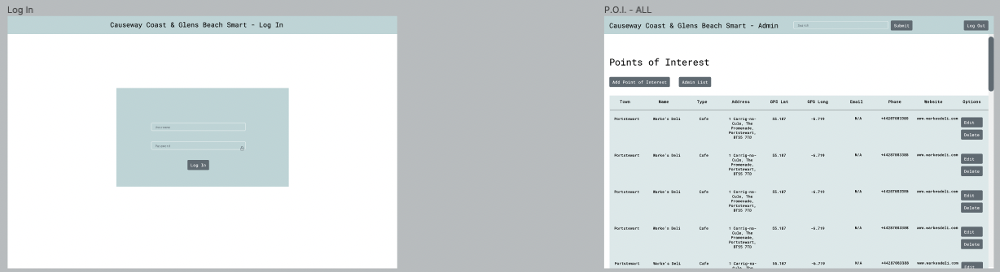 Log In
Causeway Coast & Glens Beach Smart - Log In
Username
Password
Log In
P.O.I. - ALL
Causeway Coast & Glens Beach Smart - Admin
Search
Submit
Log Out
Points of Interest
Add Point of Interest
Admin List
Town Name Type Address GPS Lat GPS Long Email Phone Website Options
Portstewart Warke's Deli Cafe 1 Carrig-na- 55.187 -6.719 N/A +44287083388 www.warkesdeli.com Edit
Cule, The
Promenade,
Portstewart,
BT55 7TD
Delete
Portstewart Warke's Deli Cafe 1 Carrig-na- 55.187 -6.719 N/A +44287083388 www.warkesdeli.com Edit
Cule, The
Promenade,
Portstewart,
BT55 7TD
Delete
Portstewart Warke's Deli Cafe 1 Carrig-na- 55.187 -6.719 N/A +44287083388 www.warkesdeli.com Edit
Cule, The
Promenade,
Portstewart,
BT55 7TD
Delete
Portstewart Warke's Deli Cafe 1 Carrig-na- 55.187 -6.719 N/A +44287083388 www.warkesdeli.com Edit
Cule, The
Promenade,
Portstewart,
BT55 7TD
Delete
Portstewart Warke's Deli Cafe 1 Carrig-na- 55.187 -6.719 N/A +44287083388 www.warkesdeli.com Edit
Cule, The